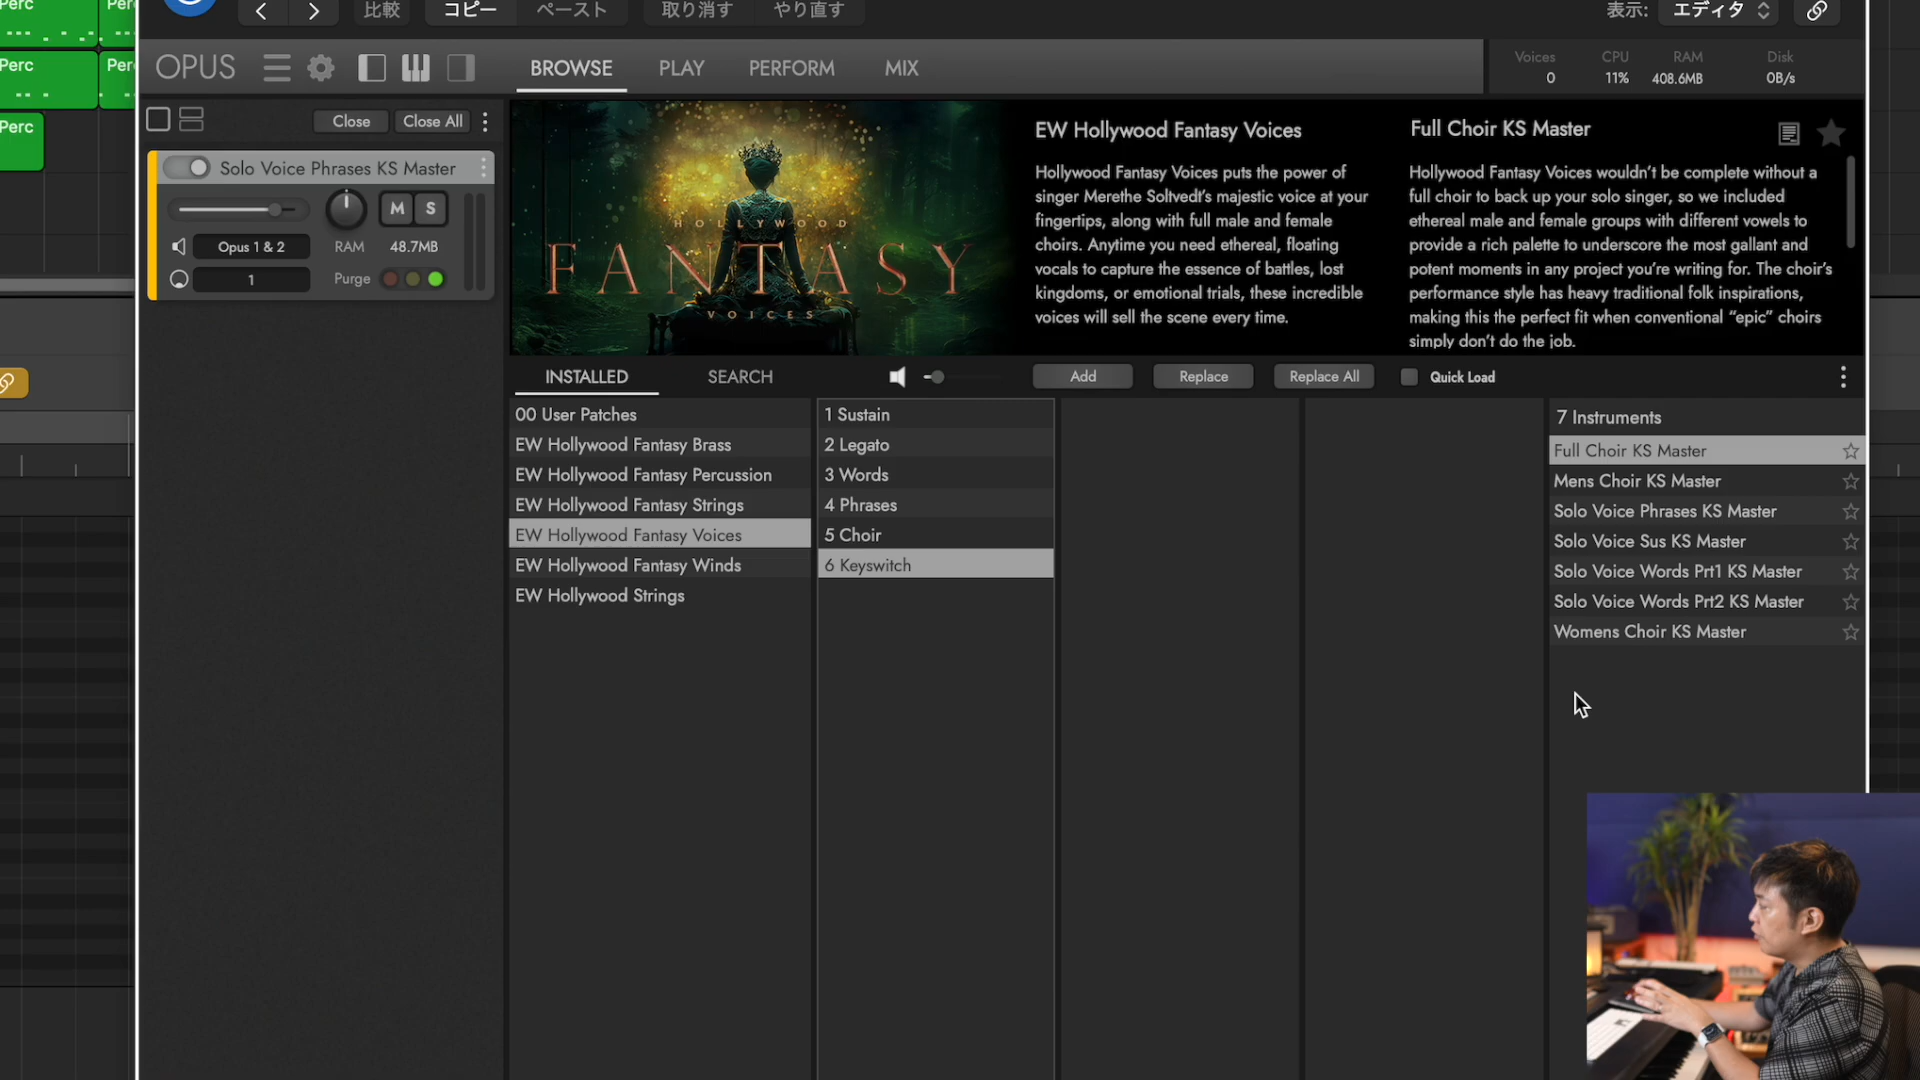 Perc
Perc
Perc
Per
Perc
比較
コピー
ペースト
取り消す
やり直す
表示:
エディタ
OPUS
BROWSE
PLAY
PERFORM
MIX
Voices
0
CPU
11%
RAM
408.6MB
Disk
0B/s
Close
Close All
Solo Voice Phrases KS Master
M
S
Opus 1 & 2
RAM
48.7MB
1
Purge
HOLLYWOOD
FANTASY
VOICES
EW Hollywood Fantasy Voices
Hollywood Fantasy Voices puts the power of
singer Merethe Soltvedt's majestic voice at your
fingertips, along with full male and female
choirs. Anytime you need ethereal, floating
vocals to capture the essence of battles, lost
kingdoms, or emotional trials, these incredible
voices will sell the scene every time.
Full Choir KS Master
Hollywood Fantasy Voices wouldn't be complete without a
full choir to back up your solo singer, so we included
ethereal male and female groups with different vowels to
provide a rich palette to underscore the most gallant and
potent moments in any project you're writing for. The choir's
performance style has heavy traditional folk inspirations,
making this the perfect fit when conventional “epic” choirs
simply don't do the job.
INSTALLED
SEARCH
Add
Replace
Replace All
Quick Load
00 User Patches
EW Hollywood Fantasy Brass
EW Hollywood Fantasy Percussion
EW Hollywood Fantasy Strings
EW Hollywood Fantasy Voices
EW Hollywood Fantasy Winds
EW Hollywood Strings
1 Sustain
2 Legato
3 Words
4 Phrases
5 Choir
6 Keyswitch
7 Instruments
Full Choir KS Master
Mens Choir KS Master
Solo Voice Phrases KS Master
Solo Voice Sus KS Master
Solo Voice Words Prt1 KS Master
Solo Voice Words Prt2 KS Master
Womens Choir KS Master